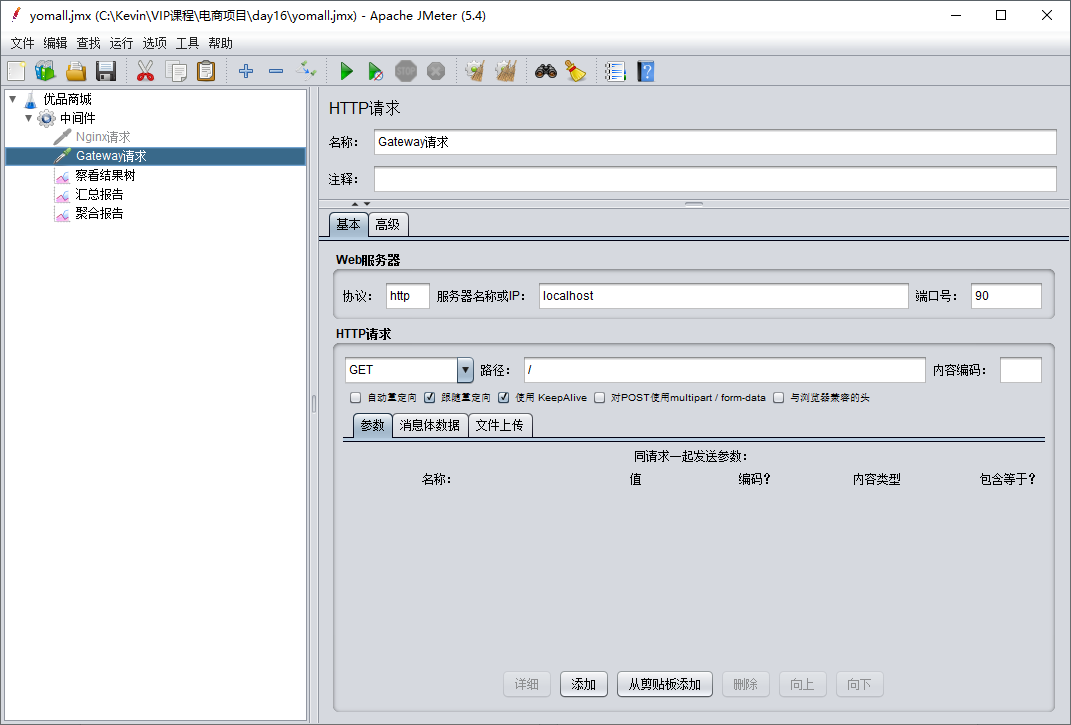 yomall.jmx (C:\Kevin\VIP课程\电商项目\day16\yomall.jmx) - Apache JMeter (5.4)
文件 编辑 查找 运行 选项 工具 帮助
STOP
优品商城
中间件
Nginx请求
Gateway请求
察看结果树
汇总报告
聚合报告
HTTP请求
名称： Gateway请求
注释：
基本 高级
Web服务器
协议： http 服务器名称或IP： localhost 端口号： 90
HTTP请求
GET 路径： / 内容编码：
自动重定向 跟随重定向 使用 KeepAlive 对POST使用multipart / form-data 与浏览器兼容的头
参数 消息体数据 文件上传
同请求一起发送参数：
名称： 值 编码？ 内容类型 包含等于？
详细 添加 从剪贴板添加 删除 向上 向下